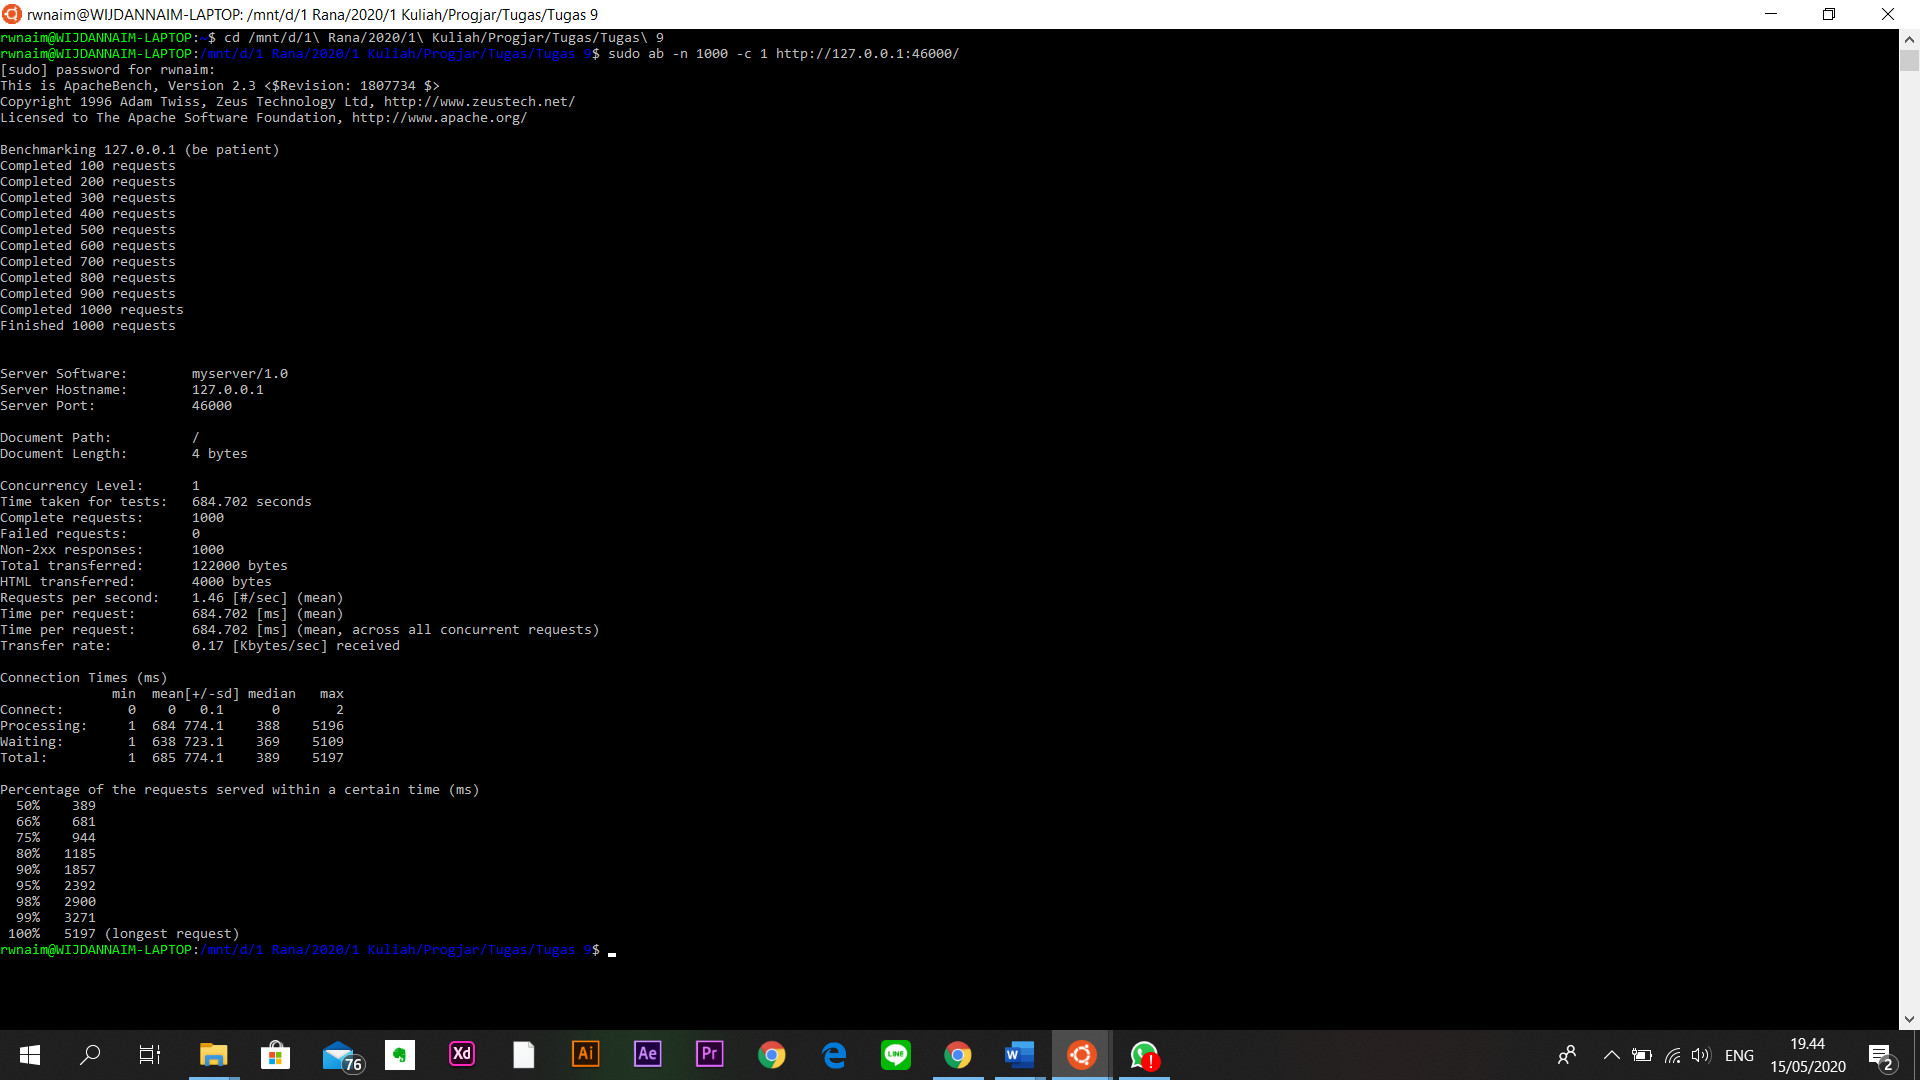 rwnaim@WIJDANNAIM-LAPTOP: /mnt/d/1 Rana/2020/1 Kuliah/Progjar/Tugas/Tugas 9
rwnaim@WIJDANNAIM-LAPTOP:~$ cd /mnt/d/1\ Rana/2020/1\ Kuliah/Progjar/Tugas/Tugas\ 9
rwnaim@WIJDANNAIM-LAPTOP:/mnt/d/1 Rana/2020/1 Kuliah/Progjar/Tugas/Tugas 9$ sudo ab -n 1000 -c 1 http://127.0.0.1:46000/
[sudo] password for rwnaim:
This is ApacheBench, Version 2.3 <$Revision: 1807734 $>
Copyright 1996 Adam Twiss, Zeus Technology Ltd, http://www.zeustech.net/
Licensed to The Apache Software Foundation, http://www.apache.org/

Benchmarking 127.0.0.1 (be patient)
Completed 100 requests
Completed 200 requests
Completed 300 requests
Completed 400 requests
Completed 500 requests
Completed 600 requests
Completed 700 requests
Completed 800 requests
Completed 900 requests
Completed 1000 requests
Finished 1000 requests

Server Software:        myserver/1.0
Server Hostname:        127.0.0.1
Server Port:            46000

Document Path:          /
Document Length:        4 bytes

Concurrency Level:      1
Time taken for tests:   684.702 seconds
Complete requests:      1000
Failed requests:        0
Non-2xx responses:      1000
Total transferred:      122000 bytes
HTML transferred:       4000 bytes
Requests per second:    1.46 [#/sec] (mean)
Time per request:       684.702 [ms] (mean)
Time per request:       684.702 [ms] (mean, across all concurrent requests)
Transfer rate:          0.17 [Kbytes/sec] received

Connection Times (ms)
              min  mean[+/-sd] median   max
Connect:        0    0   0.1      0       2
Processing:     1  684 774.1    388    5196
Waiting:        1  638 723.1    369    5109
Total:          1  685 774.1    389    5197

Percentage of the requests served within a certain time (ms)
  50%    389
  66%    681
  75%    944
  80%   1185
  90%   1857
  95%   2392
  98%   2900
  99%   3271
 100%   5197 (longest request)
rwnaim@WIJDANNAIM-LAPTOP:/mnt/d/1 Rana/2020/1 Kuliah/Progjar/Tugas/Tugas 9$
76
Xd
Ai
Ae
Pr
LINE
W
ENG
19.44
15/05/2020
2